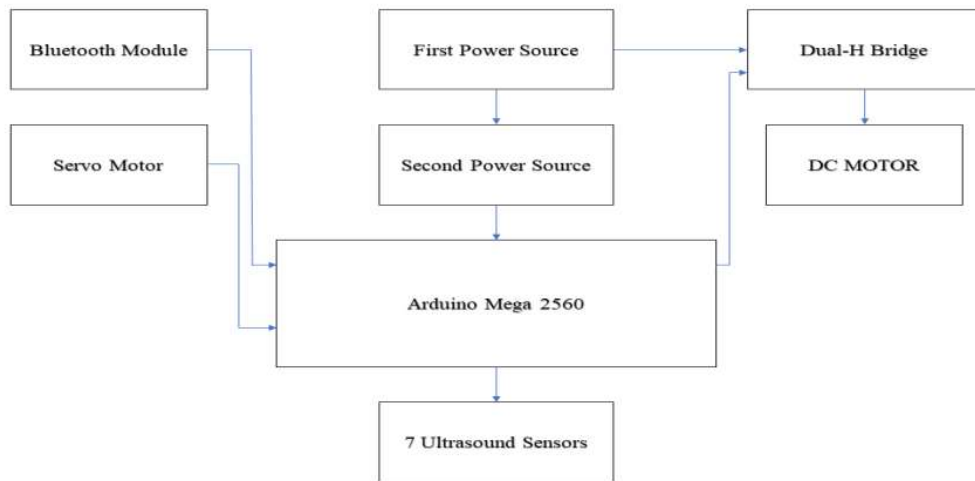 Bluetooth Module
First Power Source
Dual-H Bridge
Servo Motor
Second Power Source
DC MOTOR
Arduino Mega 2560
7 Ultrasound Sensors